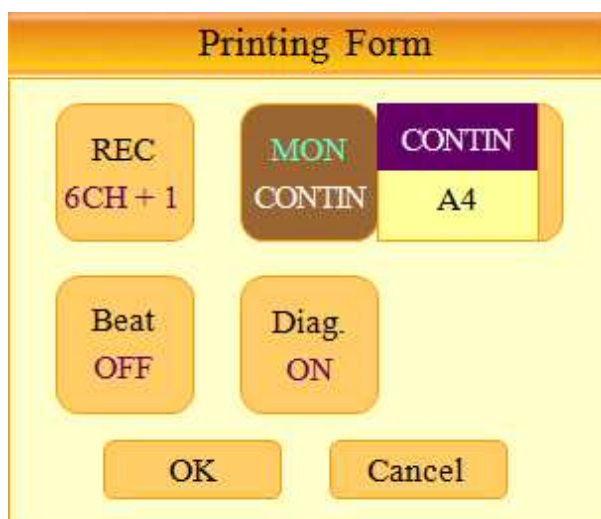 Printing Form
REC
6CH + 1
MON
CONTIN
CONTIN
A4
Beat
OFF
Diag.
ON
OK
Cancel